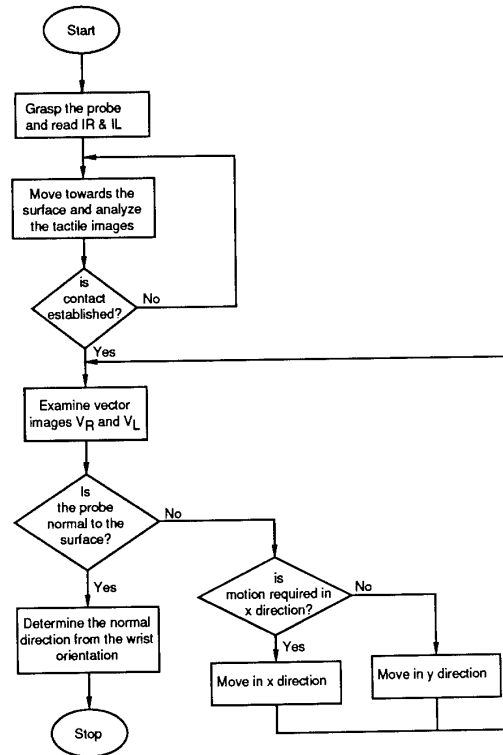 Start
Grasp the probe
and read IR & IL
Move towards the
surface and analyze
the tactile images
is
contact
established?
No
Yes
Examine vector
images VR and VL
Is
the probe
normal to the
surface?
No
Yes
is
motion required in
x direction?
No
Yes
Determine the normal
direction from the wrist
orientation
Move in x direction
Move in y direction
Stop